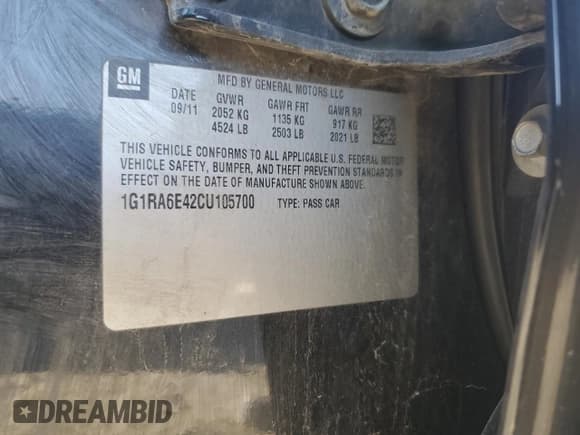 GM
MFD BY GENERAL MOTORS LLC
DATE GVWR GAWR FRT GAWR RR
09/11 2052 KG 1135 KG 917 KG
4524 LB 2503 LB 2021 LB
THIS VEHICLE CONFORMS TO ALL APPLICABLE U.S. FEDERAL MOTOR
VEHICLE SAFETY, BUMPER, AND THEFT PREVENTION STANDARDS IN
EFFECT ON THE DATE OF MANUFACTURE SHOWN ABOVE.
1G1RA6E42CU105700 TYPE: PASS CAR
DREAMBID